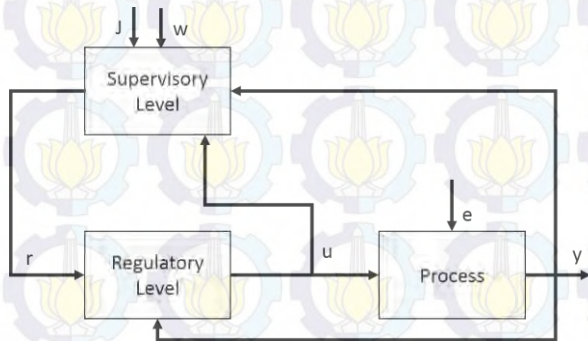 J
w
Supervisory
Level
e
r
Regulatory
Level
u
Process
y